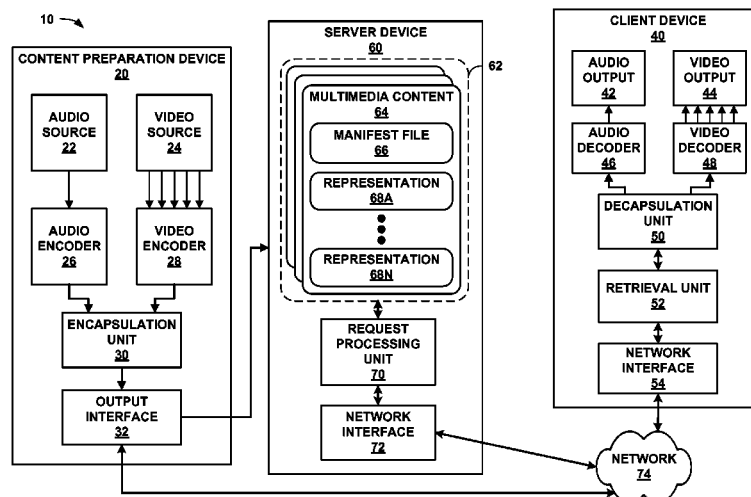 10
CONTENT PREPARATION DEVICE
20
AUDIO
SOURCE
22
VIDEO
SOURCE
24
AUDIO
ENCODER
26
VIDEO
ENCODER
28
ENCAPSULATION
UNIT
30
OUTPUT
INTERFACE
32
SERVER DEVICE
60
62
MULTIMEDIA CONTENT
64
MANIFEST FILE
66
REPRESENTATION
68A
REPRESENTATION
68N
REQUEST
PROCESSING
UNIT
70
NETWORK
INTERFACE
72
CLIENT DEVICE
40
AUDIO
OUTPUT
42
VIDEO
OUTPUT
44
AUDIO
DECODER
46
VIDEO
DECODER
48
DECAPSULATION
UNIT
50
RETRIEVAL UNIT
52
NETWORK
INTERFACE
54
NETWORK
74